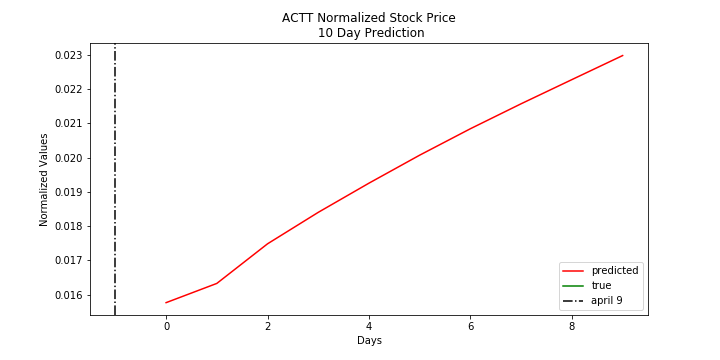 ACTT Normalized Stock Price
10 Day Prediction
Normalized Values
0.023
0.022
0.021
0.020
0.019
0.018
0.017
0.016
0 2 4 6 8
Days
predicted
true
april 9